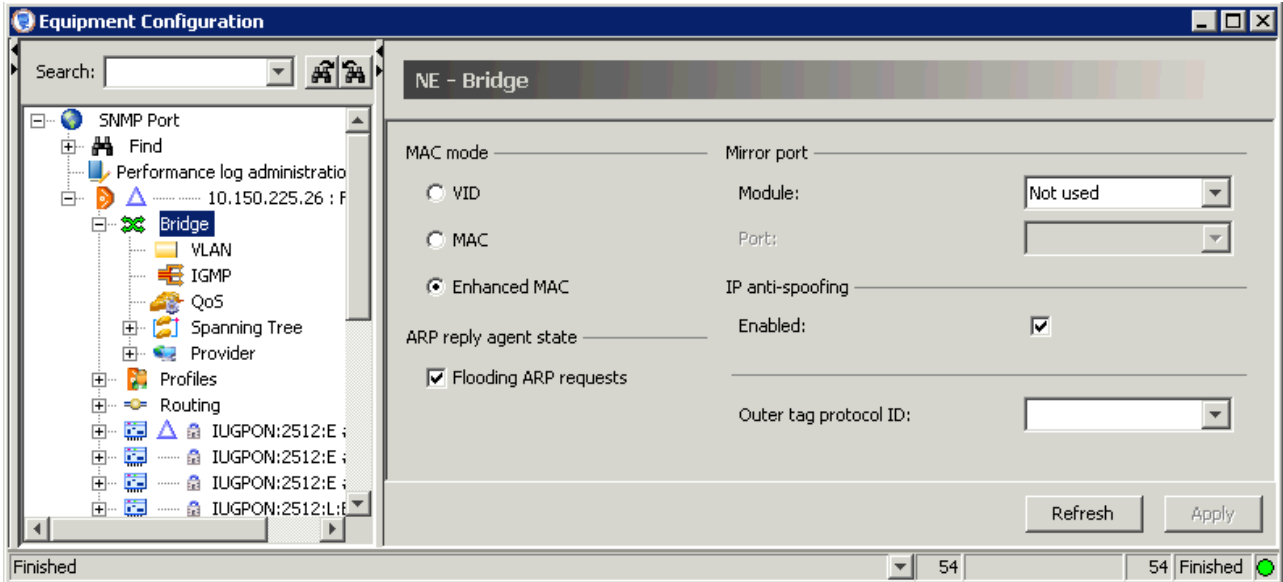 Equipment Configuration
Search:
SNMP Port
Find
Performance log administratio
10.150.225.26 :
Bridge
VLAN
IGMP
QoS
Spanning Tree
Provider
Profiles
Routing
IUGPON:2512:E
IUGPON:2512:E
IUGPON:2512:E
IUGPON:2512:L:E
NE - Bridge
MAC mode
VID
MAC
Enhanced MAC
ARP reply agent state
Flooding ARP requests
Mirror port
Module:
Not used
Port:
IP anti-spoofing
Enabled:
Outer tag protocol ID:
Refresh
Apply
Finished
54
54
Finished